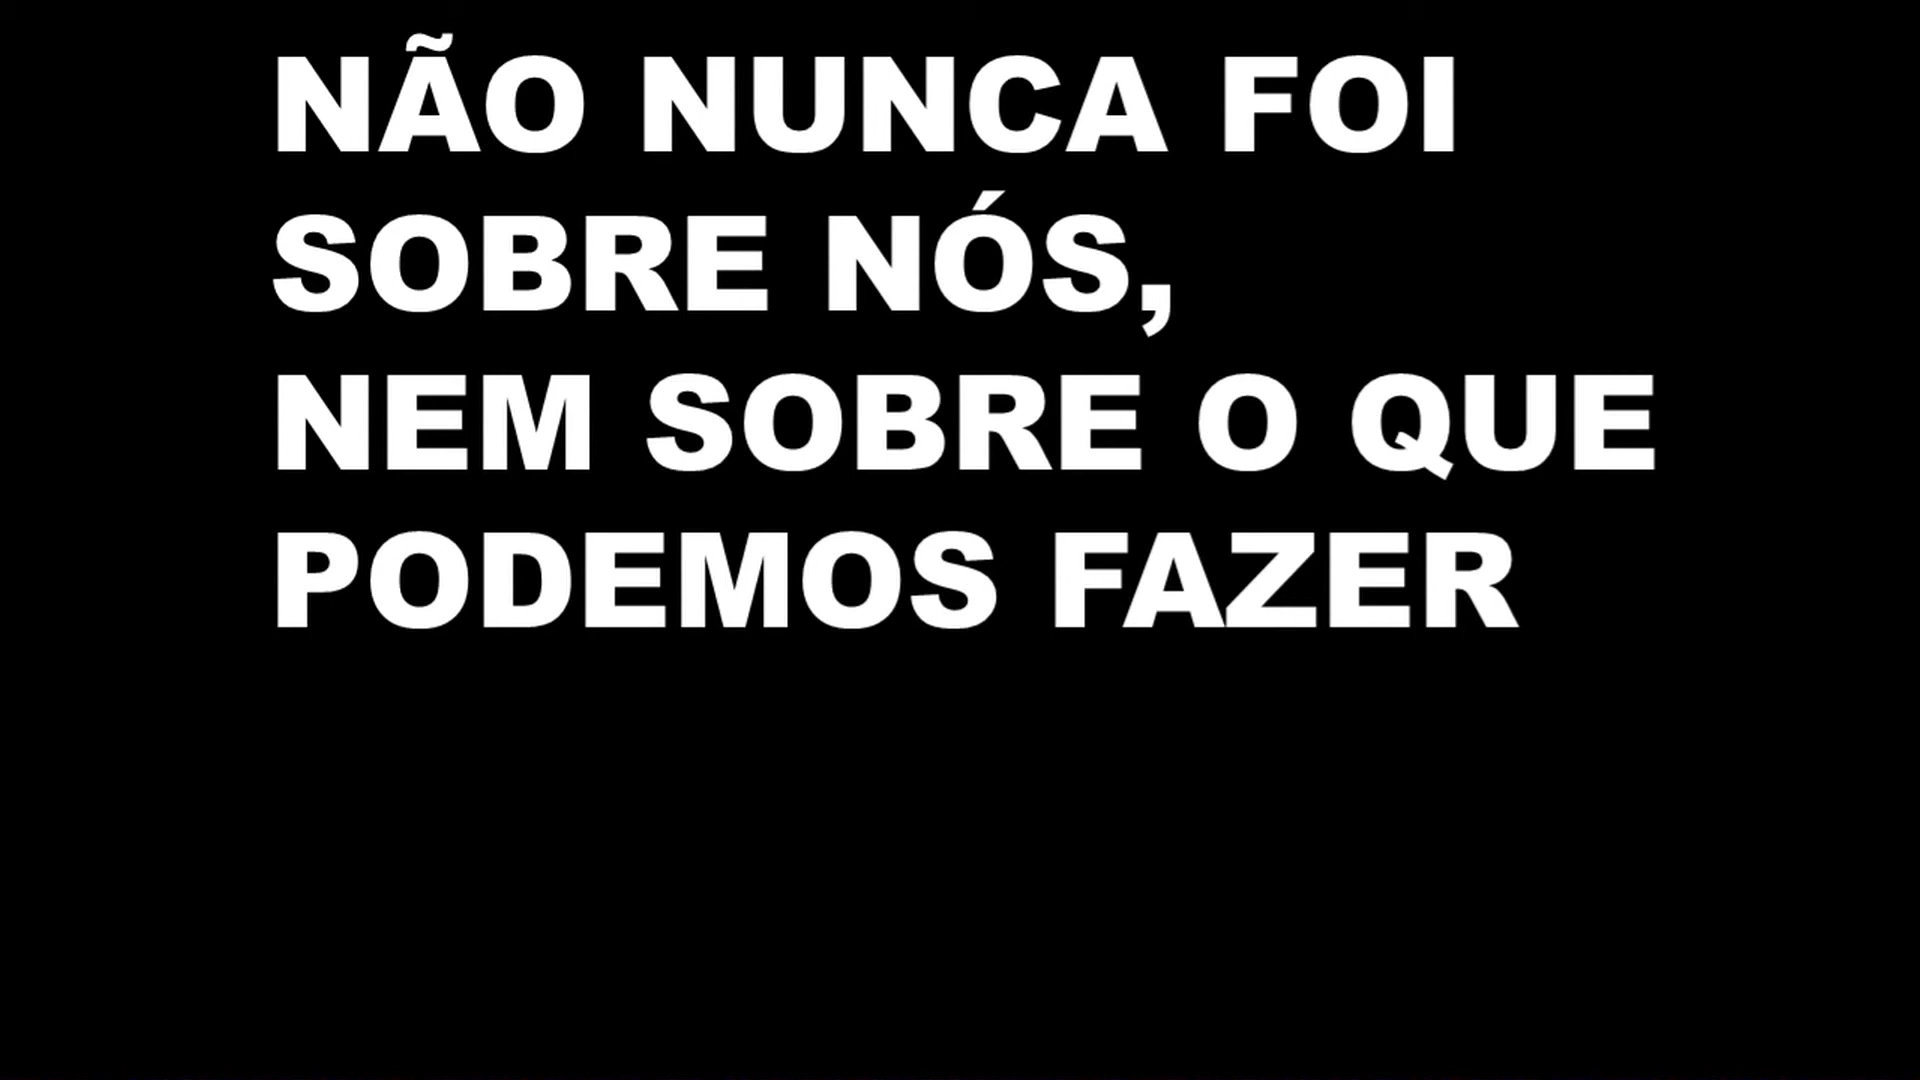 NÃO NUNCA FOI
SOBRE NÓS,
NEM SOBRE O QUE
PODEMOS FAZER